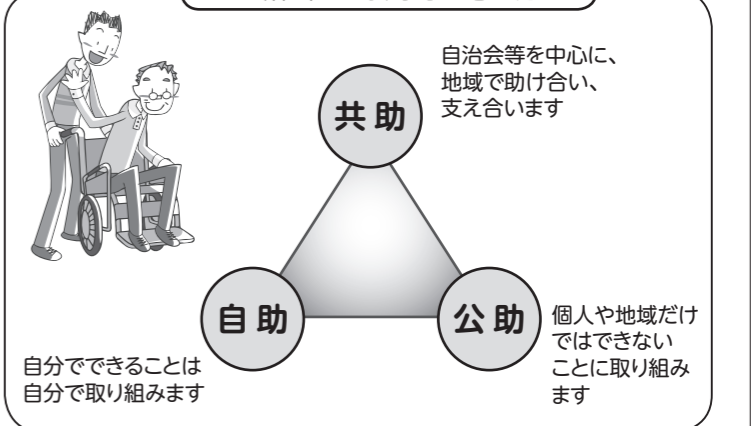 自治会等を中心に、
地域で助け合い、
支え合います
共助
自助
公助
自分でできることは
自分で取り組みます
個人や地域だけ
ではできない
ことに取り組み
ます